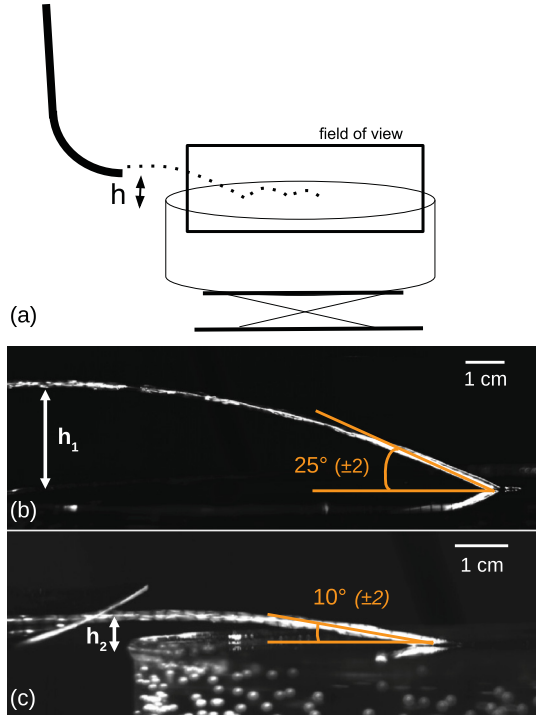 field of view
h
(a)
1 cm
h₁
25° (±2)
(b)
1 cm
10° (±2)
h₂
(c)